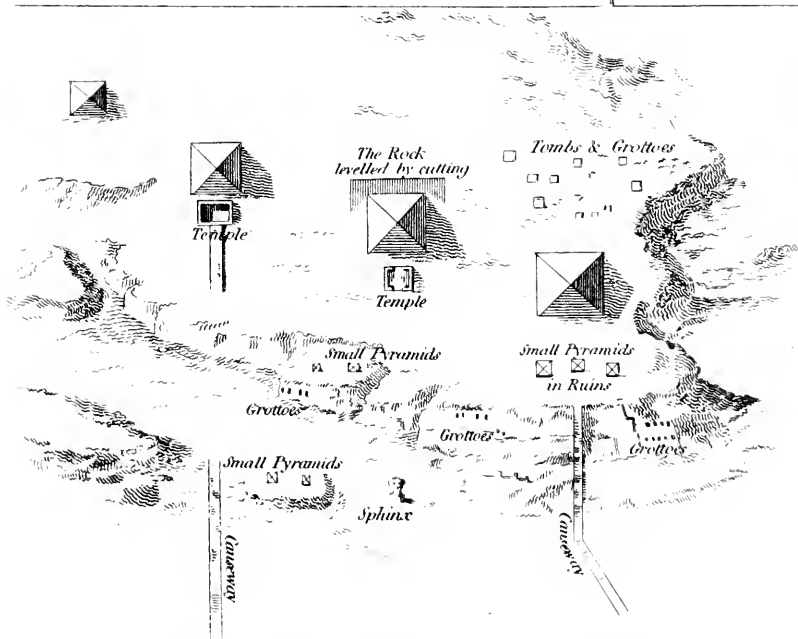 The Rock
levelled by cutting
Tombs & Grottoes
Temple
Temple
Small Pyramids
Small Pyramids
in Ruins
Grottoes
Grottoes
Grottoes
Small Pyramids
Sphinx
Causeway
Causeway